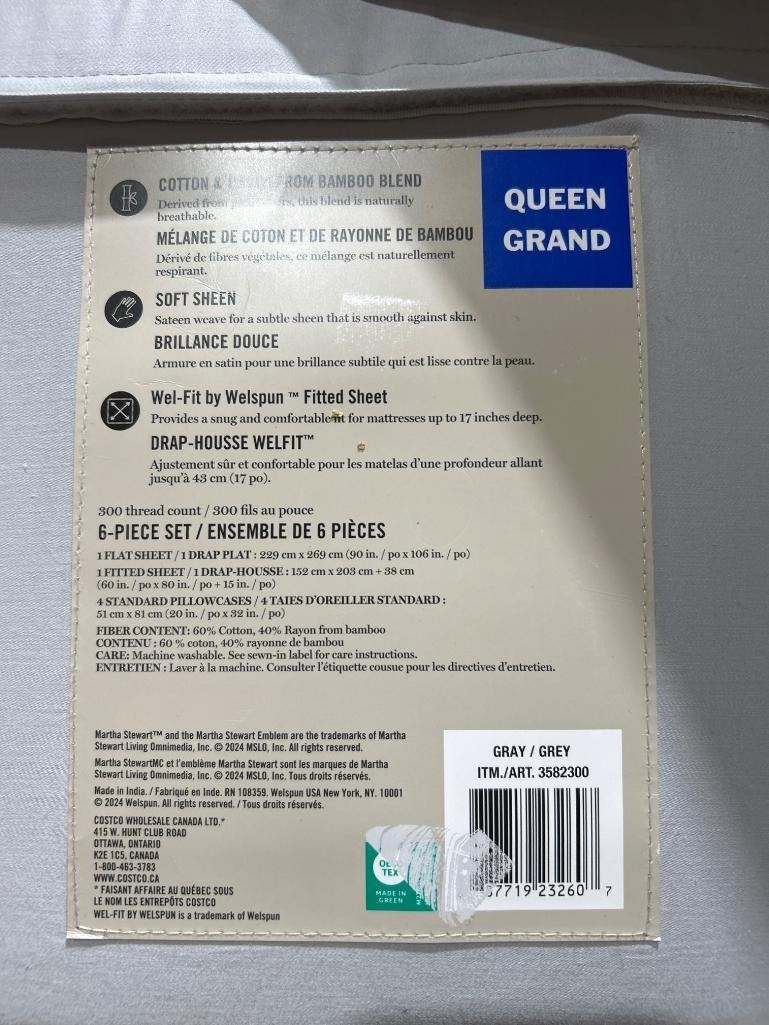 COTTON & FROM BAMBOO BLEND
Derived from this blend is naturally
breathable.
MÉLANGE DE COTON ET DE RAYONNE DE BAMBOU
Dérivé de fibres végétales, ce mélange est naturellement
respirant.
QUEEN
GRAND
SOFT SHEEN
Sateen weave for a subtle sheen that is smooth against skin.
BRILLANCE DOUCE
Armure en satin pour une brillance subtile qui est lisse contre la peau.
Wel-Fit by Welspun ™ Fitted Sheet
Provides a snug and comfortable fit for mattresses up to 17 inches deep.
DRAP-HOUSSE WELFIT™
Ajustement sûr et confortable pour les matelas d'une profondeur allant
jusqu'à 43 cm (17 po).
300 thread count / 300 fils au pouce
6-PIECE SET / ENSEMBLE DE 6 PIÈCES
1 FLAT SHEET / 1 DRAP PLAT : 229 cm x 269 cm (90 in. / po x 106 in. / po)
1 FITTED SHEET / 1 DRAP-HOUSSE : 152 cm x 203 cm + 38 cm
(60 in. / po x 80 in. / po + 15 in. / po)
4 STANDARD PILLOWCASES / 4 TAIES D'OREILLER STANDARD :
51 cm x 81 cm (20 in. / po x 32 in. / po)
FIBER CONTENT: 60% Cotton, 40% Rayon from bamboo
CONTENU : 60 % coton, 40% rayonne de bambou
CARE: Machine washable. See sewn-in label for care instructions.
ENTRETIEN : Laver à la machine. Consulter l'étiquette cousue pour les directives d'entretien.
Martha Stewart™ and the Martha Stewart Emblem are the trademarks of Martha
Stewart Living Omnimedia, Inc. © 2024 MSLO, Inc. All rights reserved.
Martha StewartMC et l'emblème Martha Stewart sont les marques de Martha
Stewart Living Omnimedia, Inc. © 2024 MSLO, Inc. Tous droits réservés.
Made in India. / Fabriqué en Inde. RN 108359. Welspun USA New York, NY. 10001
© 2024 Welspun. All rights reserved. / Tous droits réservés.
COSTCO WHOLESALE CANADA LTD.*
415 W. HUNT CLUB ROAD
OTTAWA, ONTARIO
K2E 1C5, CANADA
1-800-463-3783
WWW.COSTCO.CA
* FAISANT AFFAIRE AU QUÉBEC SOUS
LE NOM LES ENTREPÔTS COSTCO
WEL-FIT BY WELSPUN is a trademark of Welspun
TEX
MADE IN
GREEN
GRAY / GREY
ITM./ART. 3582300
7719 23260 7